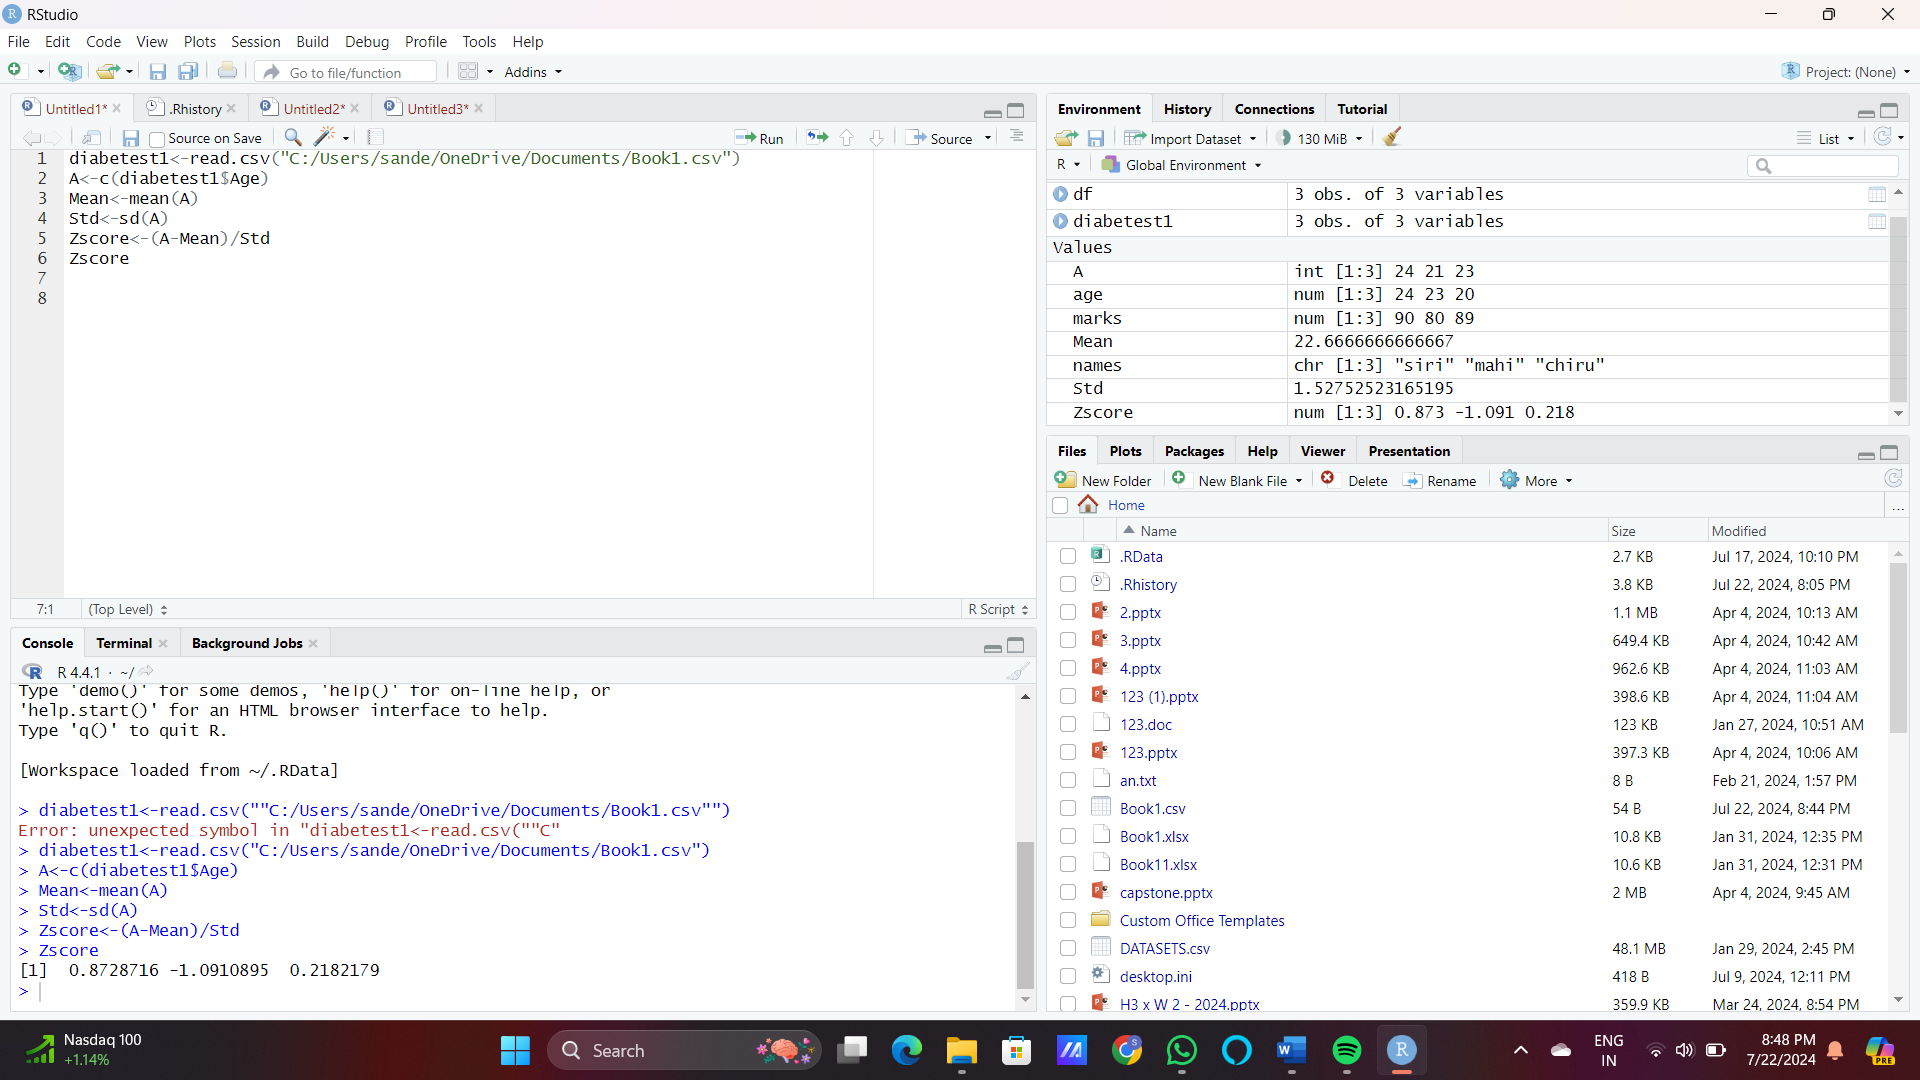 RStudio
File Edit Code View Plots Session Build Debug Profile Tools Help
Go to file/function Addins Project: (None)
Untitled1* .Rhistory Untitled2* Untitled3*
Source on Save Run Source
1 diabetest1<-read.csv("C:/Users/sande/OneDrive/Documents/Book1.csv")
2 A<-c(diabetest1$Age)
3 Mean<-mean(A)
4 Std<-sd(A)
5 Zscore<-(A-Mean)/Std
6 Zscore
7
8
7:1 (Top Level) R Script
Console Terminal Background Jobs
R R 4.4.1 · ~/
Type 'demo()' for some demos, 'help()' for on-line help, or
'help.start()' for an HTML browser interface to help.
Type 'q()' to quit R.
[Workspace loaded from ~/.RData]
> diabetest1<-read.csv(""C:/Users/sande/OneDrive/Documents/Book1.csv"")
Error: unexpected symbol in "diabetest1<-read.csv(""C"
> diabetest1<-read.csv("C:/Users/sande/OneDrive/Documents/Book1.csv")
> A<-c(diabetest1$Age)
> Mean<-mean(A)
> Std<-sd(A)
> Zscore<-(A-Mean)/Std
> Zscore
[1]  0.8728716 -1.0910895  0.2182179
>
Environment History Connections Tutorial
Import Dataset 130 MiB List
R Global Environment
df 3 obs. of 3 variables
diabetest1 3 obs. of 3 variables
Values
A int [1:3] 24 21 23
age num [1:3] 24 23 20
marks num [1:3] 90 80 89
Mean 22.6666666666667
names chr [1:3] "siri" "mahi" "chiru"
Std 1.52752523165195
Zscore num [1:3] 0.873 -1.091 0.218
Files Plots Packages Help Viewer Presentation
New Folder New Blank File Delete Rename More
Home ...
Name Size Modified
.RData 2.7 KB Jul 17, 2024, 10:10 PM
.Rhistory 3.8 KB Jul 22, 2024, 8:05 PM
2.pptx 1.1 MB Apr 4, 2024, 10:13 AM
3.pptx 649.4 KB Apr 4, 2024, 10:42 AM
4.pptx 962.6 KB Apr 4, 2024, 11:03 AM
123 (1).pptx 398.6 KB Apr 4, 2024, 11:04 AM
123.doc 123 KB Jan 27, 2024, 10:51 AM
123.pptx 397.3 KB Apr 4, 2024, 10:06 AM
an.txt 8 B Feb 21, 2024, 1:57 PM
Book1.csv 54 B Jul 22, 2024, 8:44 PM
Book1.xlsx 10.8 KB Jan 31, 2024, 12:35 PM
Book11.xlsx 10.6 KB Jan 31, 2024, 12:31 PM
capstone.pptx 2 MB Apr 4, 2024, 9:45 AM
Custom Office Templates
DATASETS.csv 48.1 MB Jan 29, 2024, 2:45 PM
desktop.ini 418 B Jul 9, 2024, 12:11 PM
H3 x W 2 - 2024.pptx 359.9 KB Mar 24, 2024, 8:54 PM
Nasdaq 100
+1.14%
Search
ENG
IN
8:48 PM
7/22/2024
PRE